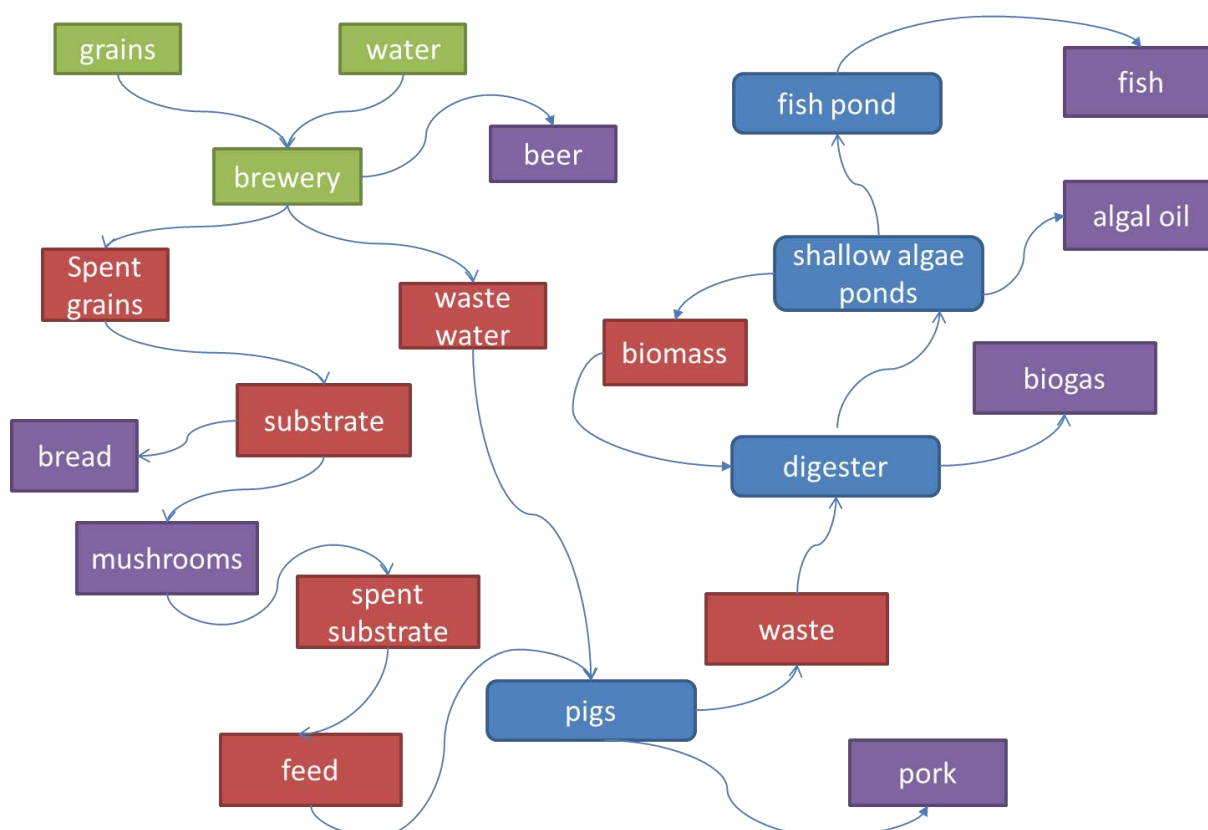 grains
water
brewery
beer
Spent
grains
waste
water
substrate
bread
mushrooms
spent
substrate
feed
pigs
pork
waste
digester
biogas
biomass
shallow algae
ponds
algal oil
fish pond
fish